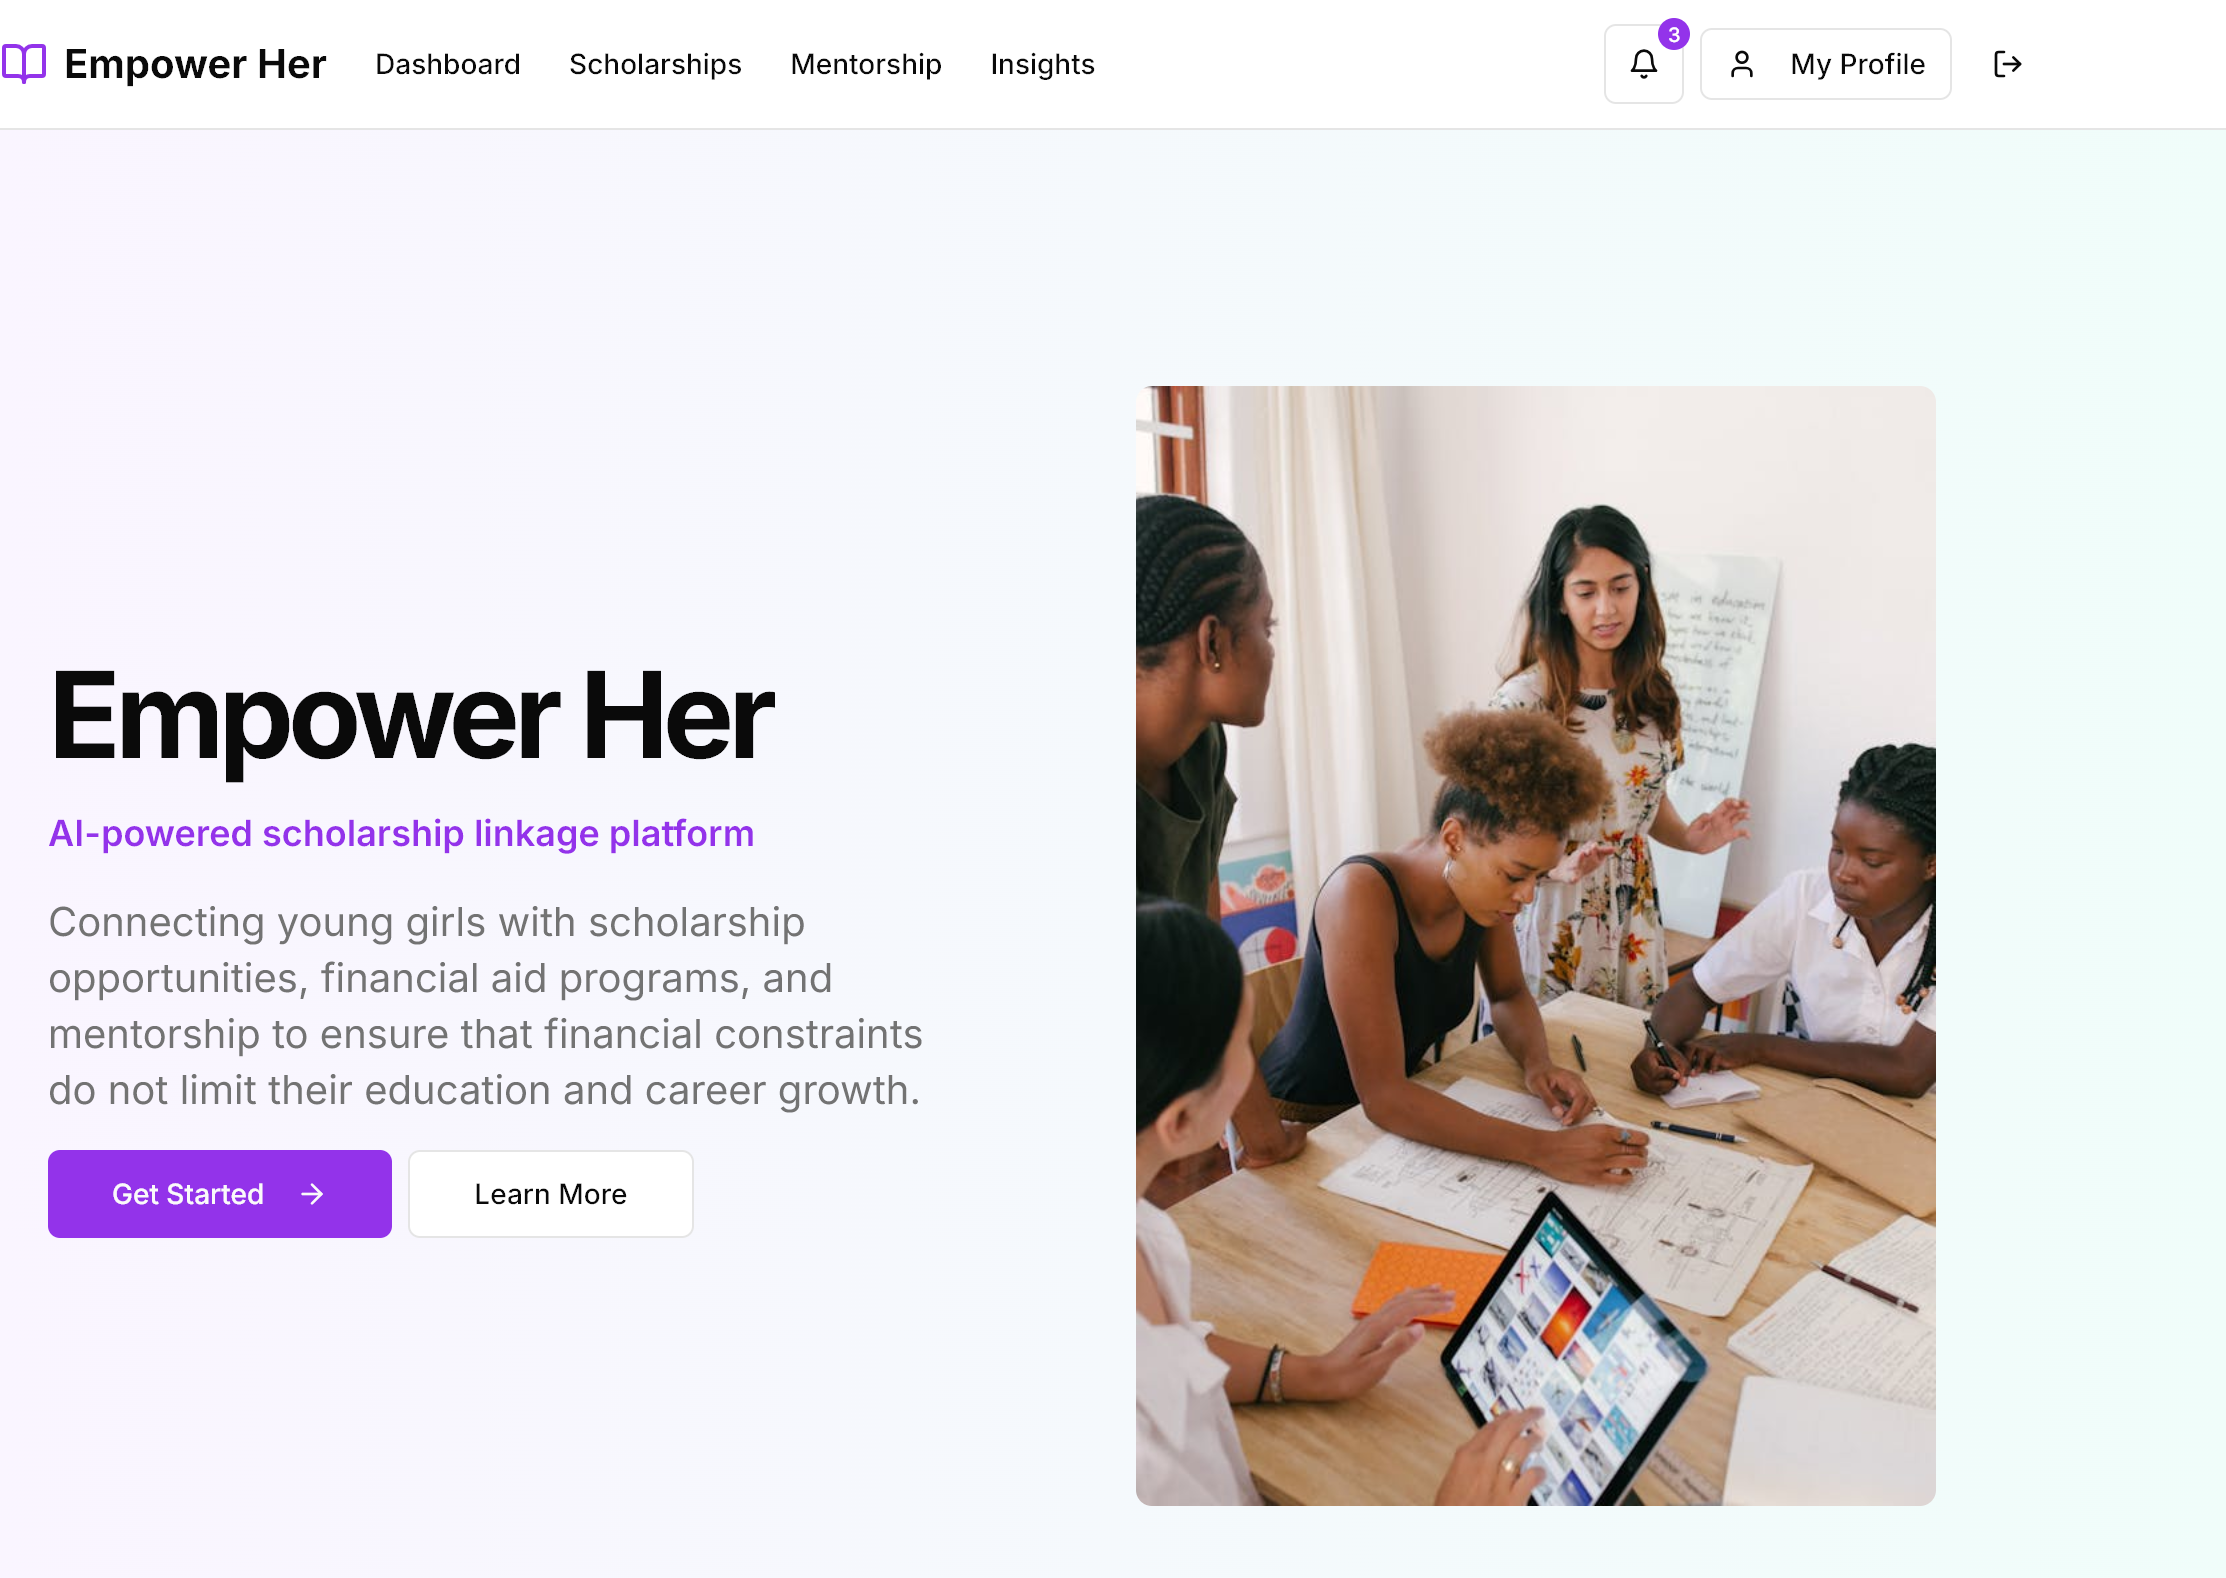 Empower Her
Dashboard
Scholarships
Mentorship
Insights
3
My Profile
Empower Her
AI-powered scholarship linkage platform
Connecting young girls with scholarship
opportunities, financial aid programs, and
mentorship to ensure that financial constraints
do not limit their education and career growth.
Get Started
Learn More
in education